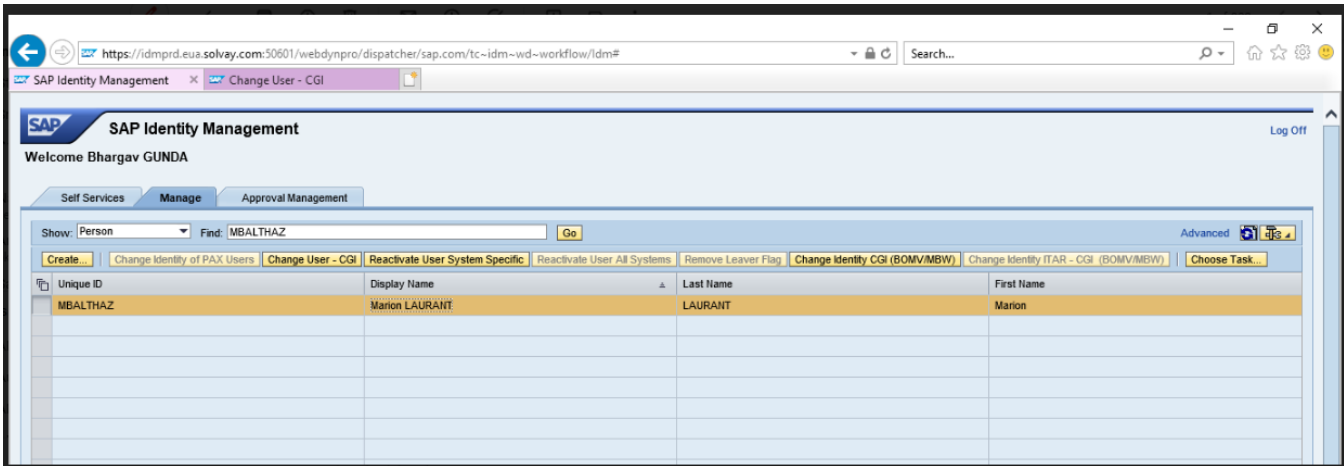 https://idmprd.eua.solvay.com:50601/webdynpro/dispatcher/sap.com/tc~idm~wd~workflow/Idm# Search...
SAP Identity Management Change User - CGI
SAP SAP Identity Management Log Off
Welcome Bhargav GUNDA
Self Services Manage Approval Management
Show: Person Find: MBALTHAZ Go Advanced
Create... Change Identity of PAX Users Change User - CGI Reactivate User System Specific Reactivate User All Systems Remove Leaver Flag Change Identity CGI (BOMV/MBW) Change Identity ITAR - CGI (BOMV/MBW) Choose Task...
Unique ID Display Name Last Name First Name
MBALTHAZ Marion LAURANT LAURANT Marion